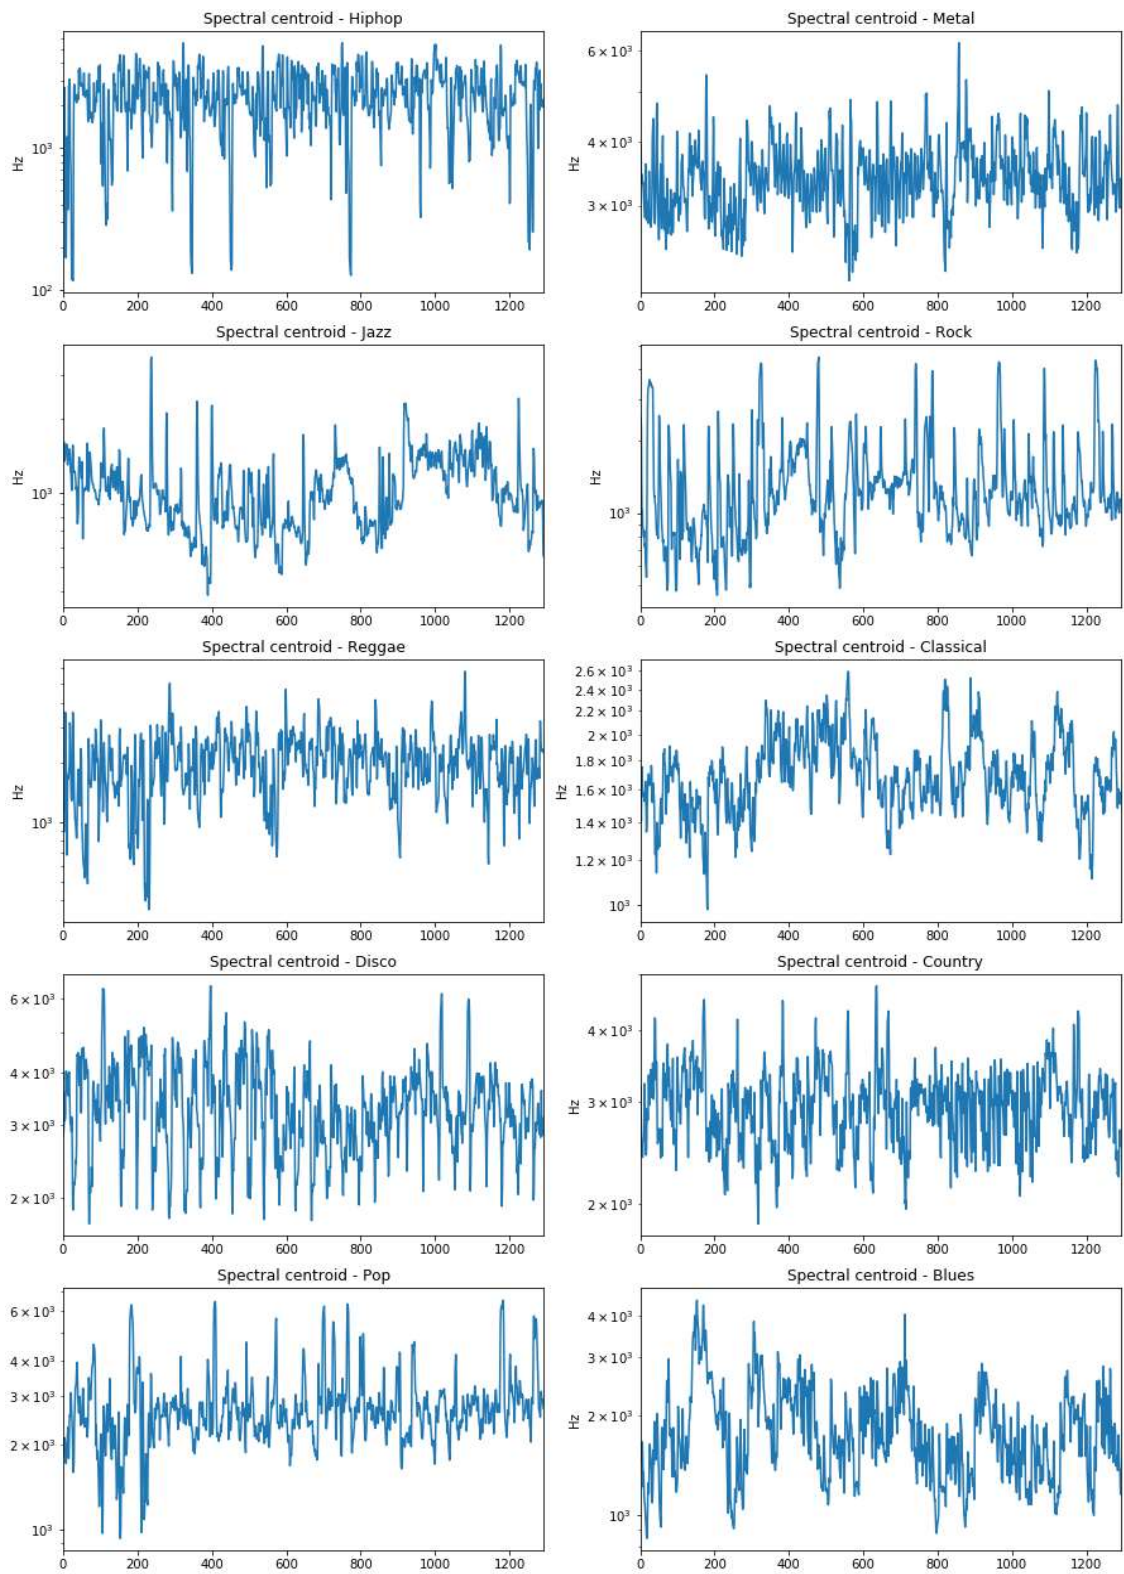 Spectral centroid - Hiphop
Spectral centroid - Metal
Hz
10³
10²
0 200 400 600 800 1000 1200
Hz
6 × 10³
4 × 10³
3 × 10³
0 200 400 600 800 1000 1200
Spectral centroid - Jazz
Spectral centroid - Rock
Hz
10³
0 200 400 600 800 1000 1200
Hz
10³
0 200 400 600 800 1000 1200
Spectral centroid - Reggae
Spectral centroid - Classical
Hz
10³
0 200 400 600 800 1000 1200
Hz
2.6 × 10³
2.4 × 10³
2.2 × 10³
2 × 10³
1.8 × 10³
1.6 × 10³
1.4 × 10³
1.2 × 10³
10³
0 200 400 600 800 1000 1200
Spectral centroid - Disco
Spectral centroid - Country
6 × 10³
4 × 10³
3 × 10³
2 × 10³
0 200 400 600 800 1000 1200
Hz
4 × 10³
3 × 10³
2 × 10³
0 200 400 600 800 1000 1200
Spectral centroid - Pop
Spectral centroid - Blues
6 × 10³
4 × 10³
3 × 10³
2 × 10³
10³
0 200 400 600 800 1000 1200
Hz
4 × 10³
3 × 10³
2 × 10³
10³
0 200 400 600 800 1000 1200